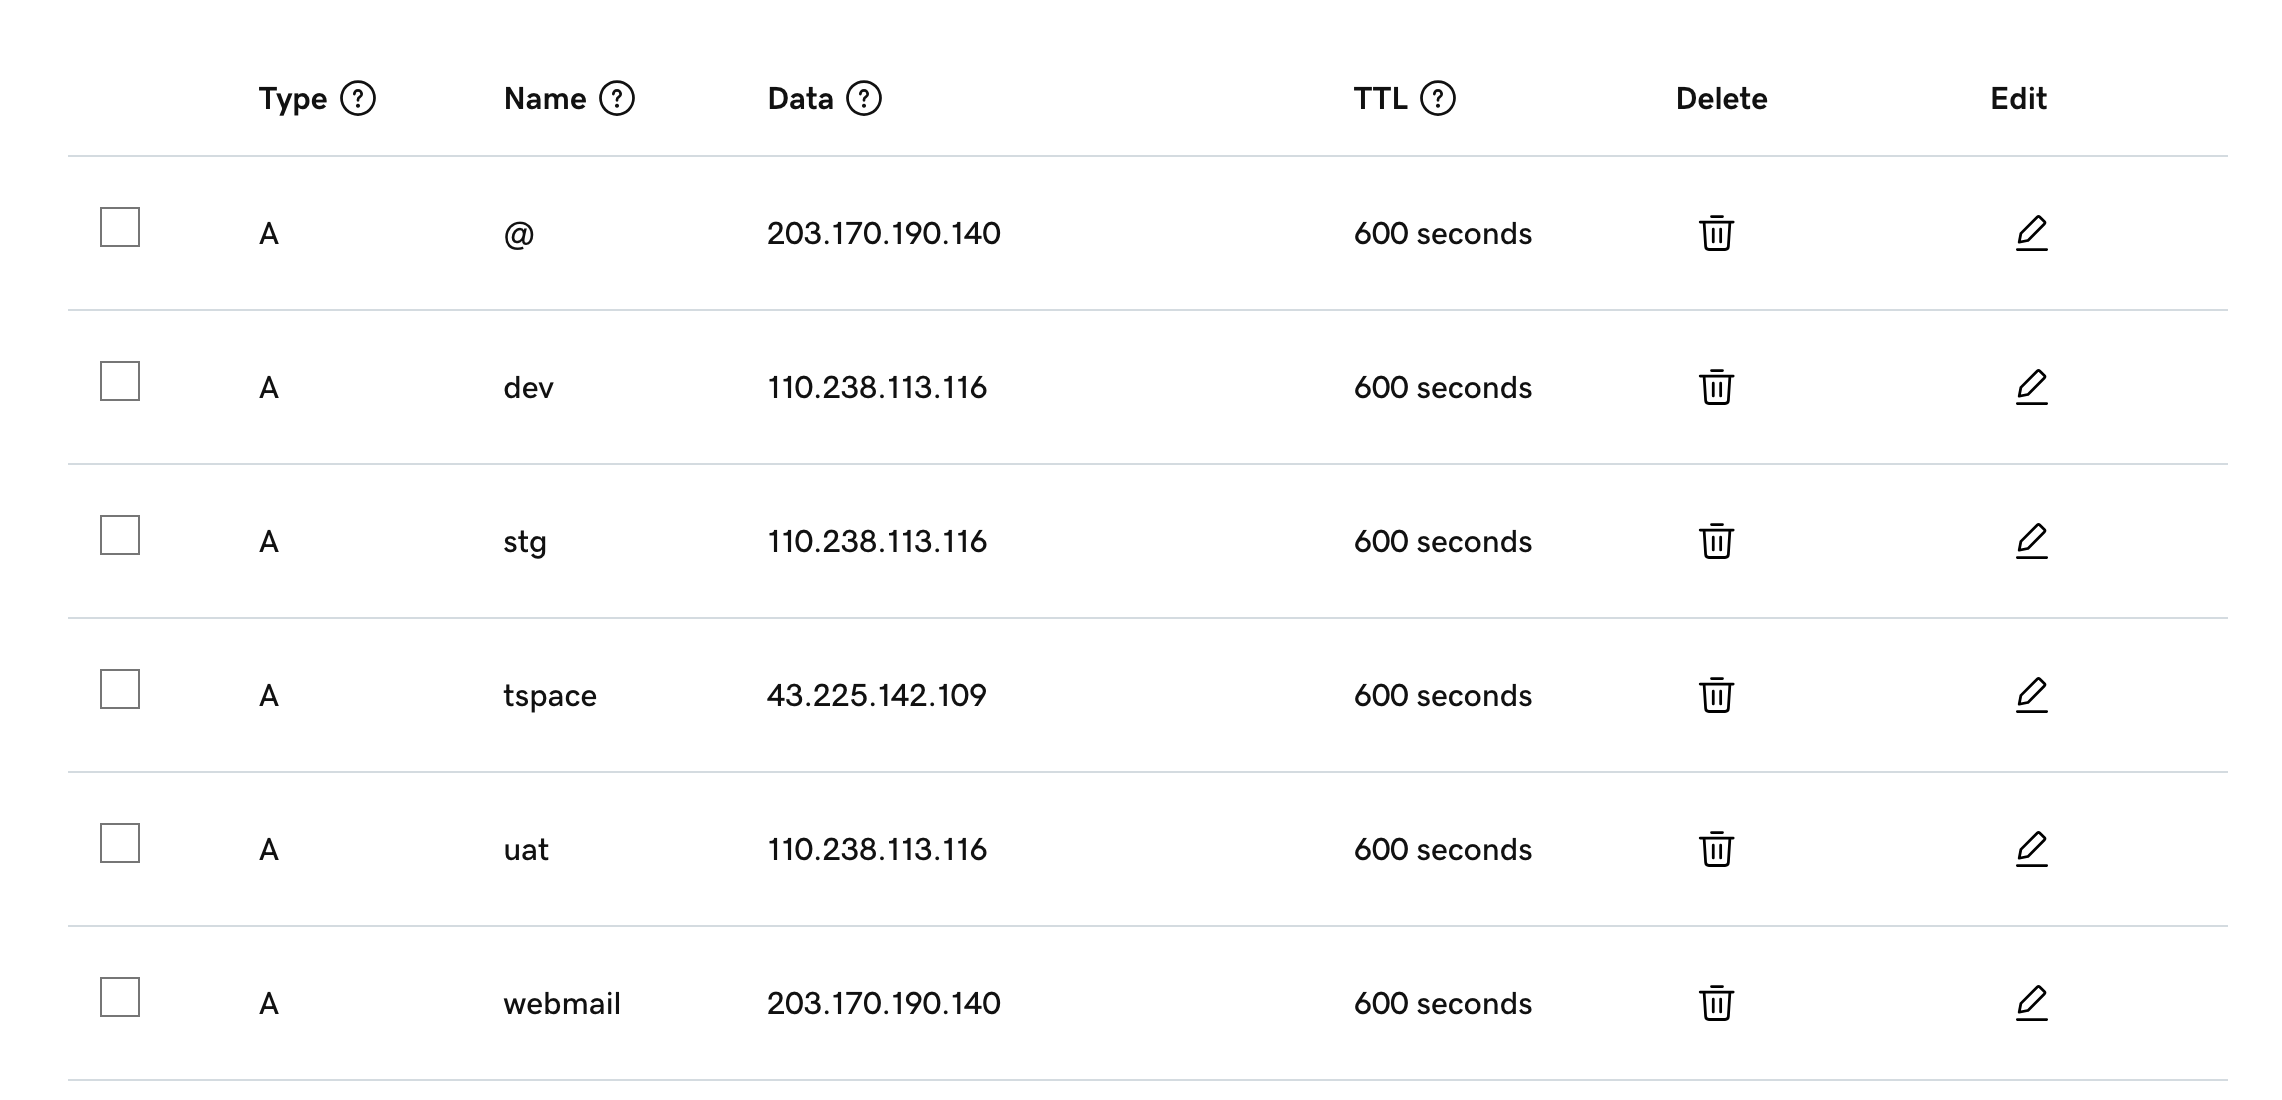 Type Name Data TTL Delete Edit
A @ 203.170.190.140 600 seconds
A dev 110.238.113.116 600 seconds
A stg 110.238.113.116 600 seconds
A tspace 43.225.142.109 600 seconds
A uat 110.238.113.116 600 seconds
A webmail 203.170.190.140 600 seconds